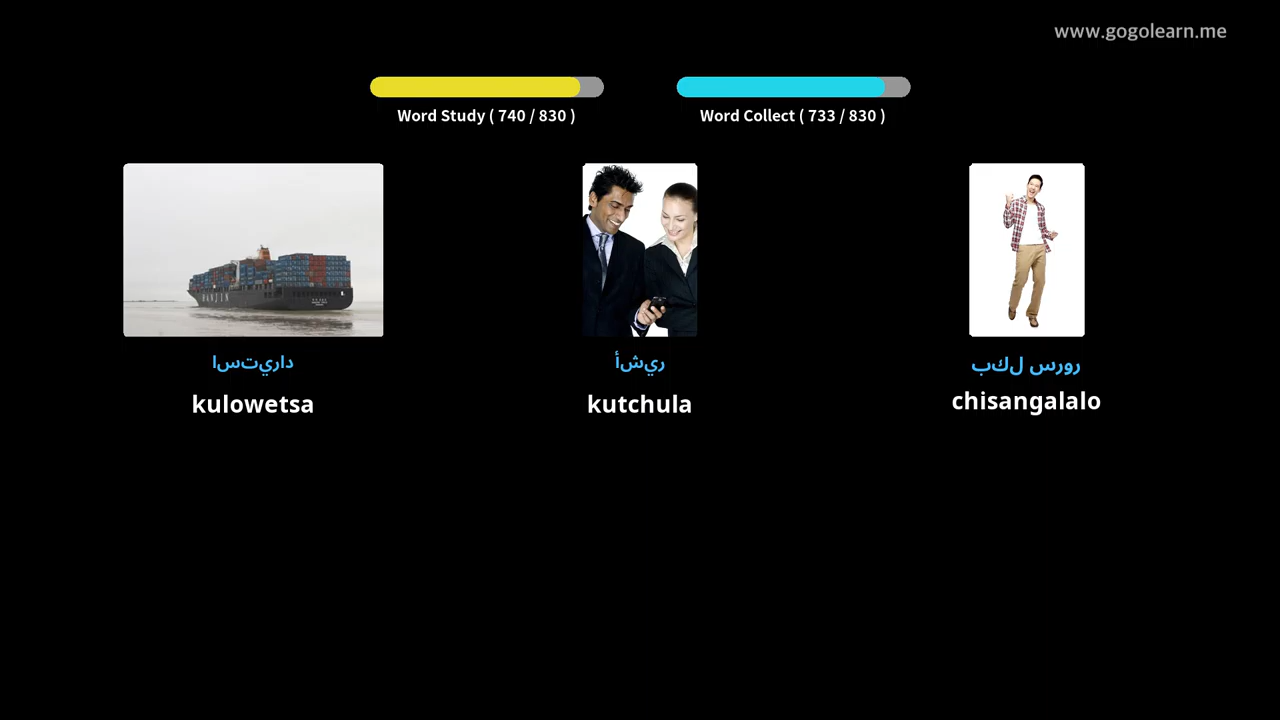 www.gogolearn.me
Word Study ( 740 / 830 )
Word Collect ( 733 / 830 )
استيراد
أشير
بكل سرور
kulowetsa
kutchula
chisangalalo